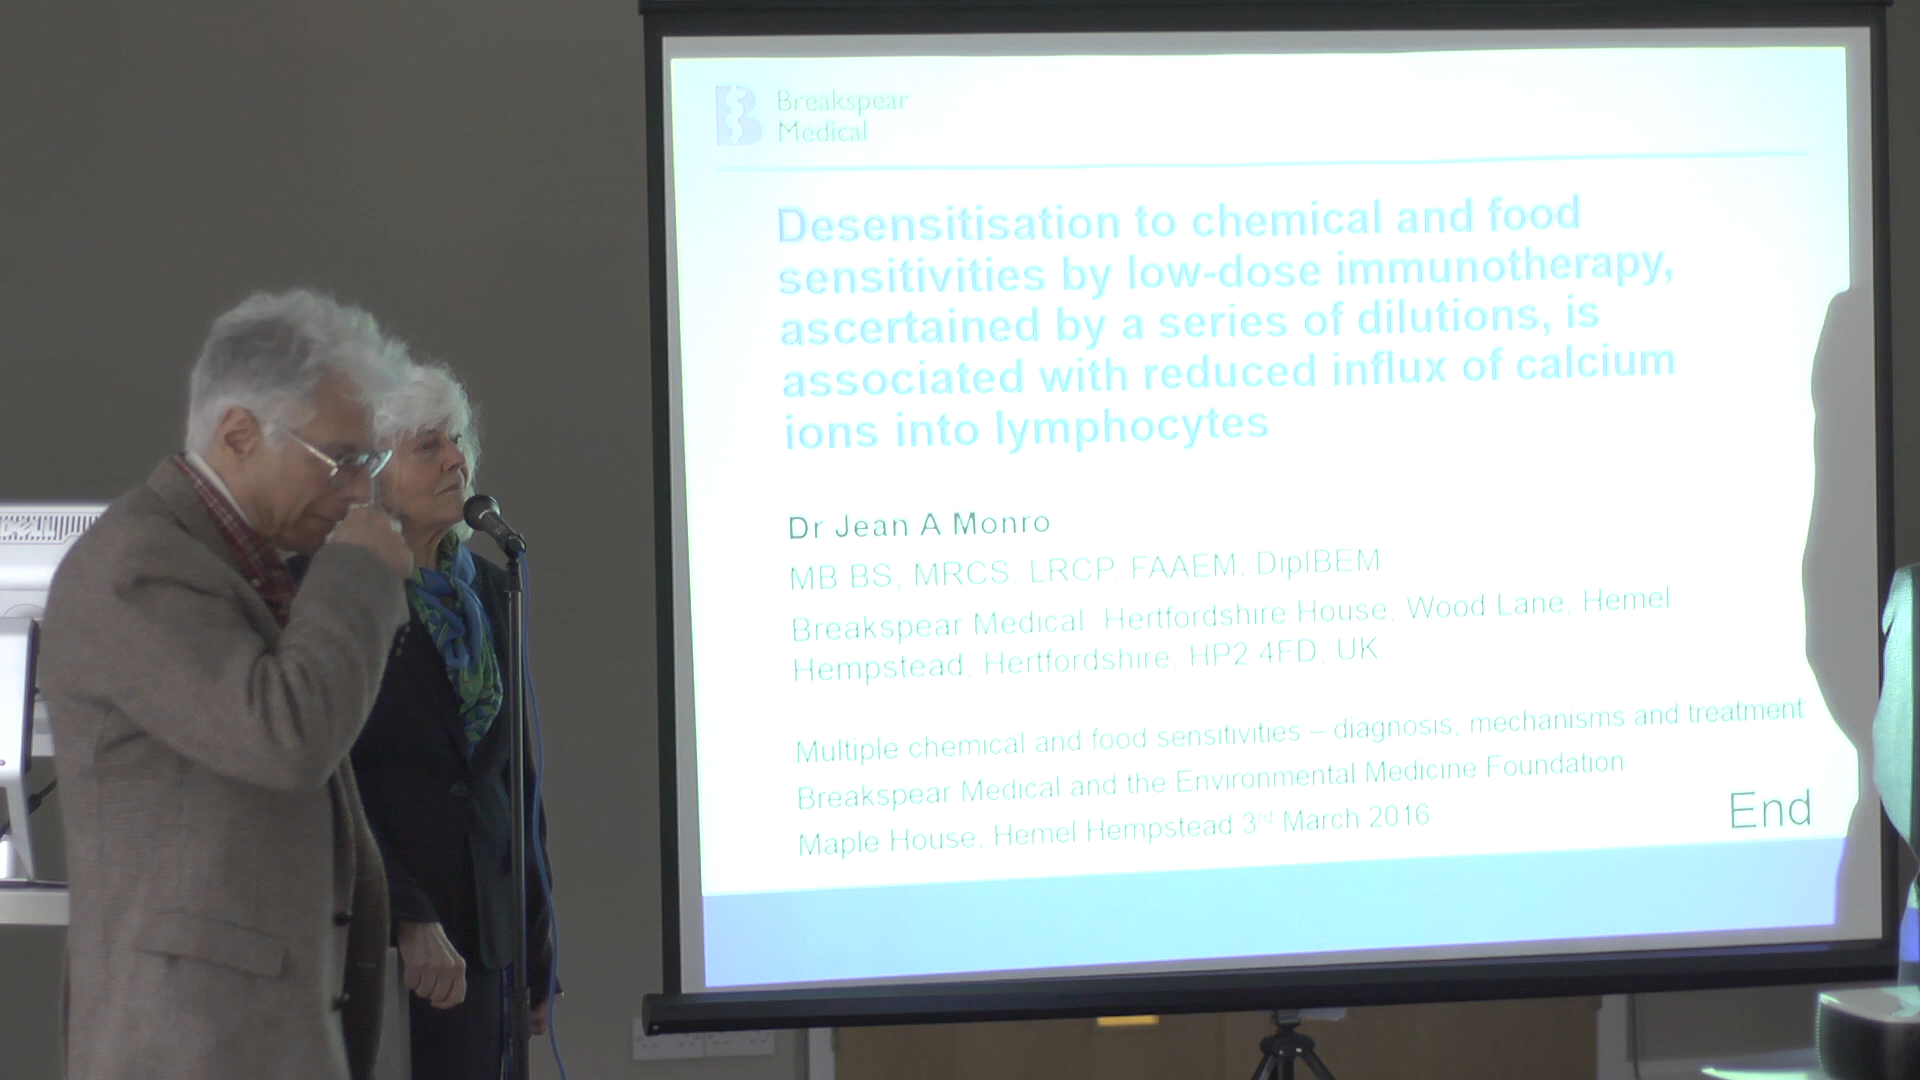 Breakspear
Medical
Desensitisation to chemical and food
sensitivities by low-dose immunotherapy,
ascertained by a series of dilutions, is
associated with reduced influx of calcium
ions into lymphocytes
Dr Jean A Monro
MB BS, MRCS, LRCP, FAAEM, DipIBEM
Breakspear Medical, Hertfordshire House, Wood Lane, Hemel
Hempstead, Hertfordshire, HP2 4FD, UK
Multiple chemical and food sensitivities – diagnosis, mechanisms and treatment
Breakspear Medical and the Environmental Medicine Foundation
Maple House, Hemel Hempstead 3rd March 2016
End